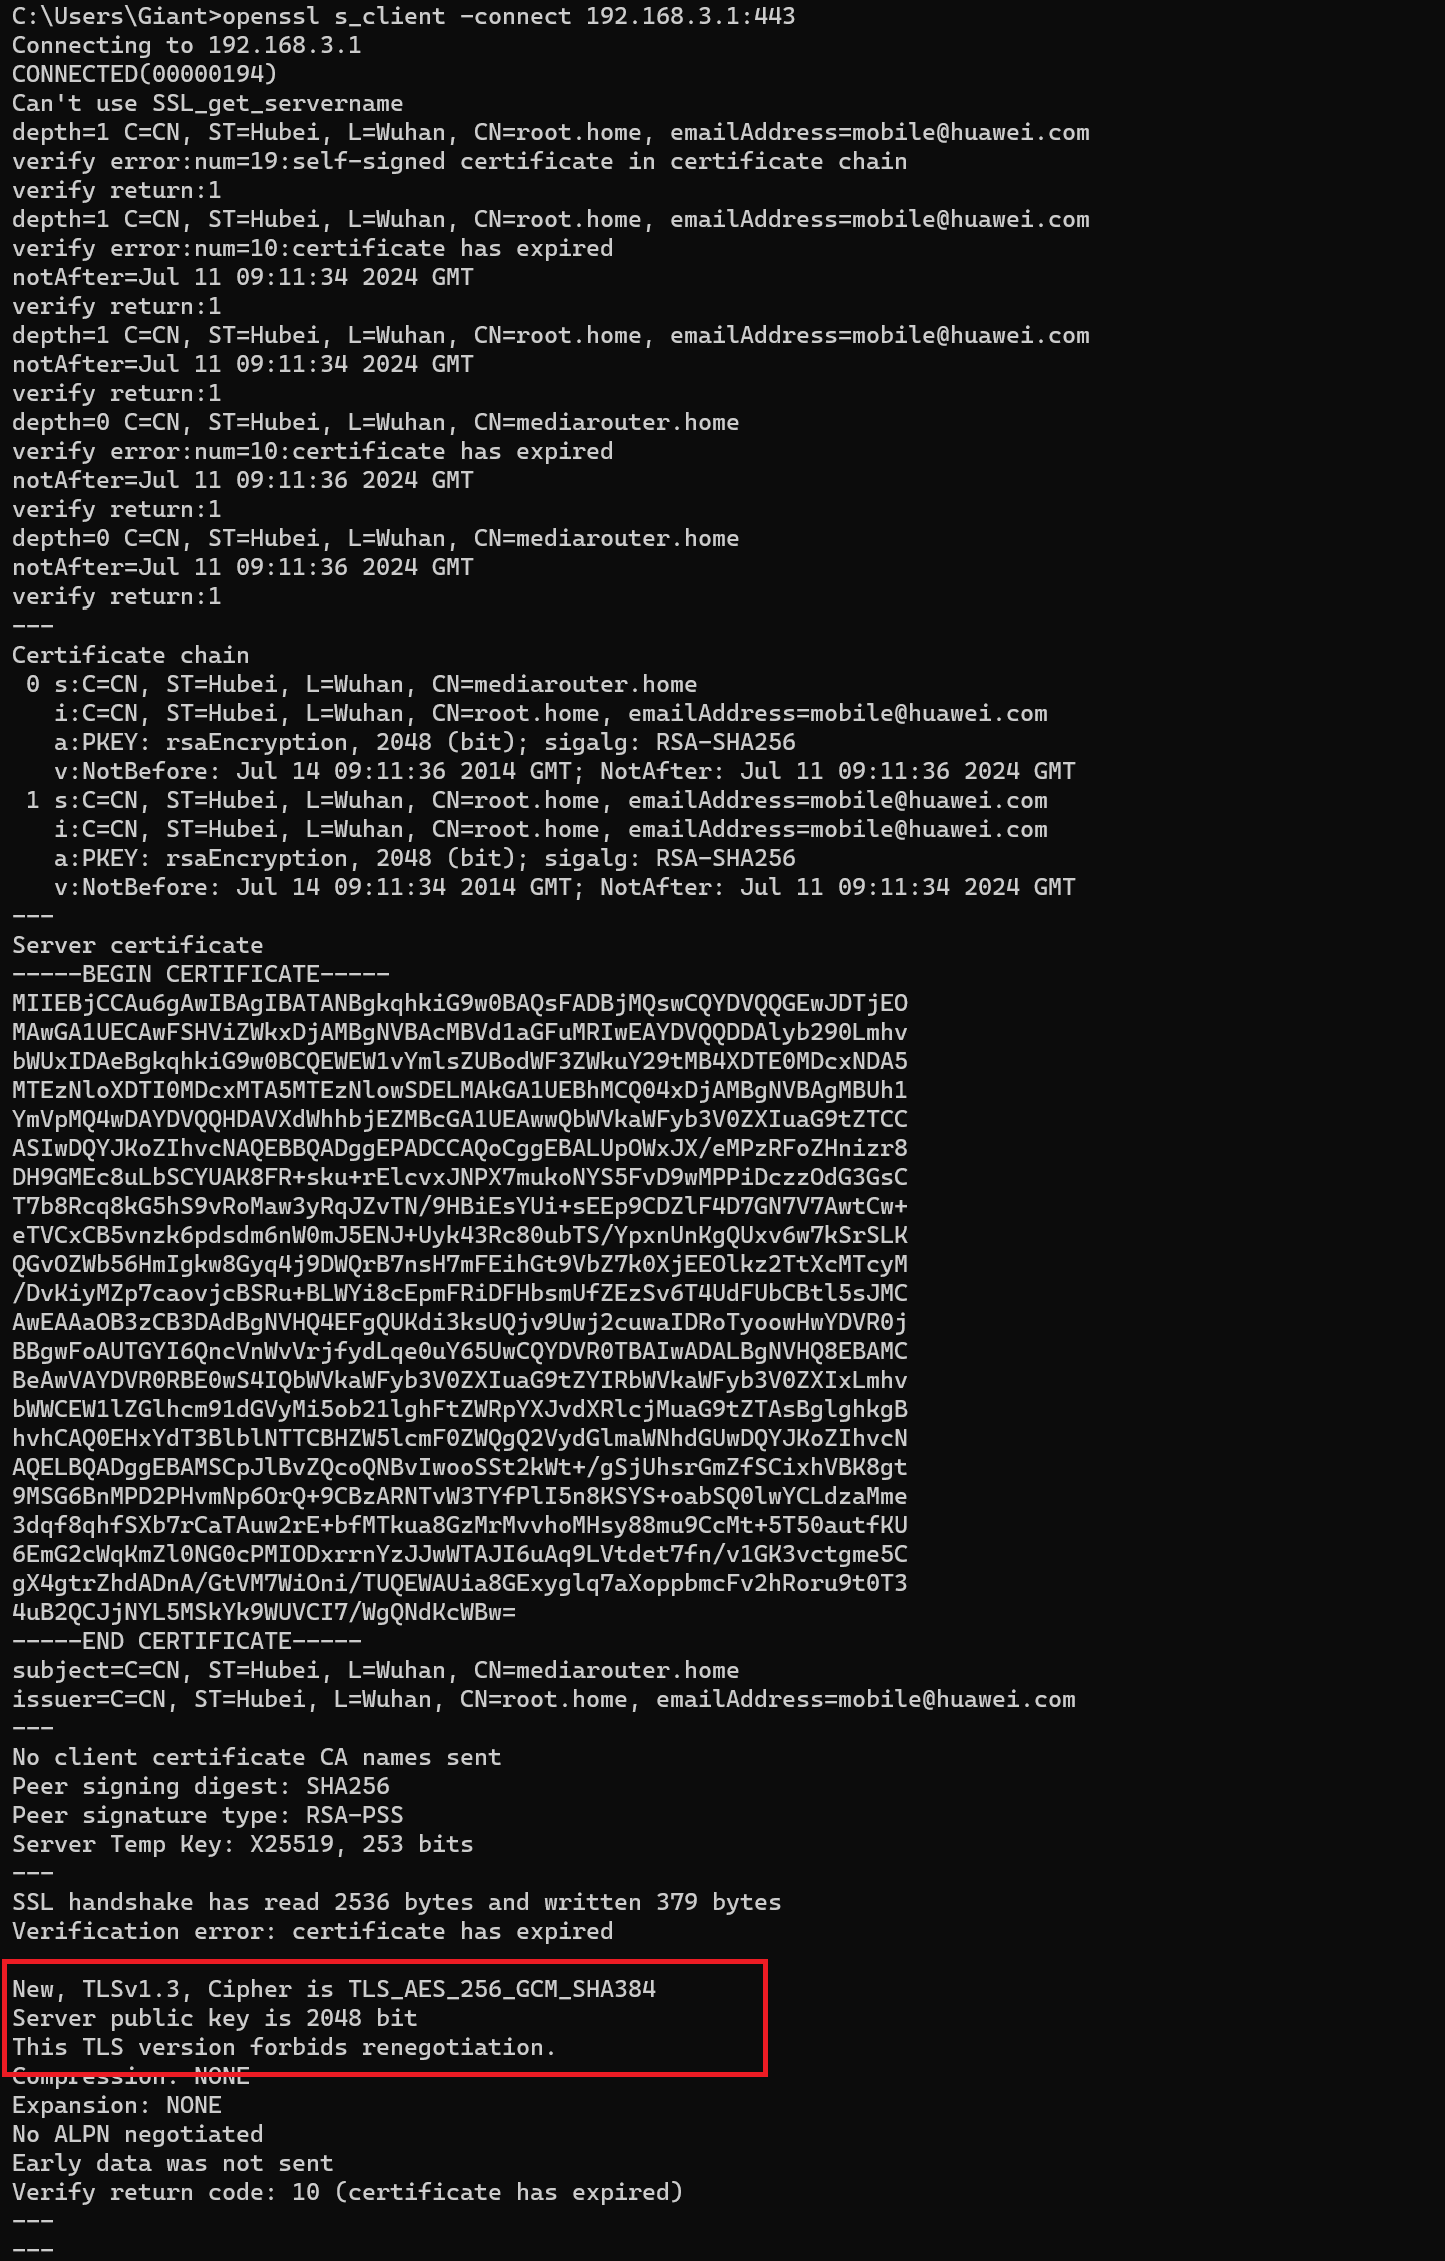 C:\Users\Giant>openssl s_client -connect 192.168.3.1:443
Connecting to 192.168.3.1
CONNECTED(00000194)
Can't use SSL_get_servername
depth=1 C=CN, ST=Hubei, L=Wuhan, CN=root.home, emailAddress=mobile@huawei.com
verify error:num=19:self-signed certificate in certificate chain
verify return:1
depth=1 C=CN, ST=Hubei, L=Wuhan, CN=root.home, emailAddress=mobile@huawei.com
verify error:num=10:certificate has expired
notAfter=Jul 11 09:11:34 2024 GMT
verify return:1
depth=1 C=CN, ST=Hubei, L=Wuhan, CN=root.home, emailAddress=mobile@huawei.com
notAfter=Jul 11 09:11:34 2024 GMT
verify return:1
depth=0 C=CN, ST=Hubei, L=Wuhan, CN=mediarouter.home
verify error:num=10:certificate has expired
notAfter=Jul 11 09:11:36 2024 GMT
verify return:1
depth=0 C=CN, ST=Hubei, L=Wuhan, CN=mediarouter.home
notAfter=Jul 11 09:11:36 2024 GMT
verify return:1
---
Certificate chain
 0 s:C=CN, ST=Hubei, L=Wuhan, CN=mediarouter.home
   i:C=CN, ST=Hubei, L=Wuhan, CN=root.home, emailAddress=mobile@huawei.com
   a:PKEY: rsaEncryption, 2048 (bit); sigalg: RSA-SHA256
   v:NotBefore: Jul 14 09:11:36 2014 GMT; NotAfter: Jul 11 09:11:36 2024 GMT
 1 s:C=CN, ST=Hubei, L=Wuhan, CN=root.home, emailAddress=mobile@huawei.com
   i:C=CN, ST=Hubei, L=Wuhan, CN=root.home, emailAddress=mobile@huawei.com
   a:PKEY: rsaEncryption, 2048 (bit); sigalg: RSA-SHA256
   v:NotBefore: Jul 14 09:11:34 2014 GMT; NotAfter: Jul 11 09:11:34 2024 GMT
---
Server certificate
-----BEGIN CERTIFICATE-----
MIIEBjCCAu6gAwIBAgIBATANBgkqhkiG9w0BAQsFADBjMQswCQYDVQQGEwJDTjEO
MAwGA1UECAwFSHViZWkxDjAMBgNVBAcMBVd1aGFuMRIwEAYDVQQDDAlyb290Lmhv
bWUxIDAeBgkqhkiG9w0BCQEWEW1vYmlsZUBodWF3ZWkuY29tMB4XDTE0MDcxNDA5
MTEzNloXDTI0MDcxMTA5MTEzNlowSDELMAkGA1UEBhMCQ04xDjAMBgNVBAgMBUh1
YmVpMQ4wDAYDVQQHDAVXdWhhbjEZMBcGA1UEAwwQbWVkaWFyb3V0ZXIuaG9tZTCC
ASIwDQYJKoZIhvcNAQEBBQADggEPADCCAQoCggEBALUpOWxJX/eMPzRFoZHnizr8
DH9GMEc8uLbSCYUAK8FR+sku+rElcvxJNPX7mukoNYS5FvD9wMPPiDczzOdG3GsC
T7b8Rcq8kG5hS9vRoMaw3yRqJZvTN/9HBiEsYUi+sEEp9CDZlF4D7GN7V7AwtCw+
eTVCxCB5vnzk6pdsdm6nW0mJ5ENJ+Uyk43Rc80ubTS/YpxnUnKgQUxv6w7kSrSLK
QGvOZWb56HmIgkw8Gyq4j9DWQrB7nsH7mFEihGt9VbZ7k0XjEEOlkz2TtXcMTcyM
/DvKiyMZp7caovjcBSRu+BLWYi8cEpmFRiDFHbsmUfZEzSv6T4UdFUbCBtl5sJMC
AwEAAaOB3zCB3DAdBgNVHQ4EFgQUKdi3ksUQjv9Uwj2cuwaIDRoTyoowHwYDVR0j
BBgwFoAUTGYI6QncVnWvVrjfydLqe0uY65UwCQYDVR0TBAIwADALBgNVHQ8EBAMC
BeAwVAYDVR0RBE0wS4IQbWVkaWFyb3V0ZXIuaG9tZYIRbWVkaWFyb3V0ZXIxLmhv
bWWCEW1lZGlhcm91dGVyMi5ob21lghFtZWRpYXJvdXRlcjMuaG9tZTAsBglghkgB
hvhCAQ0EHxYdT3BlblNTTCBHZW5lcmF0ZWQgQ2VydGlmaWNhdGUwDQYJKoZIhvcN
AQELBQADggEBAMSCpJlBvZQcoQNBvIwooSSt2kWt+/gSjUhsrGmZfSCixhVBK8gt
9MSG6BnMPD2PHvmNp6OrQ+9CBzARNTvW3TYfPlI5n8KSYS+oabSQ0lwYCLdzaMme
3dqf8qhfSXb7rCaTAuw2rE+bfMTkua8GzMrMvvhoMHsy88mu9CcMt+5T50autfKU
6EmG2cWqKmZl0NG0cPMIODxrrnYzJJwWTAJI6uAq9LVtdet7fn/v1GK3vctgme5C
gX4gtrZhdADnA/GtVM7WiOni/TUQEWAUia8GExyglq7aXoppbmcFv2hRoru9t0T3
4uB2QCJjNYL5MSkYk9WUVCI7/WgQNdKcWBw=
-----END CERTIFICATE-----
subject=C=CN, ST=Hubei, L=Wuhan, CN=mediarouter.home
issuer=C=CN, ST=Hubei, L=Wuhan, CN=root.home, emailAddress=mobile@huawei.com
---
No client certificate CA names sent
Peer signing digest: SHA256
Peer signature type: RSA-PSS
Server Temp Key: X25519, 253 bits
---
SSL handshake has read 2536 bytes and written 379 bytes
Verification error: certificate has expired
New, TLSv1.3, Cipher is TLS_AES_256_GCM_SHA384
Server public key is 2048 bit
This TLS version forbids renegotiation.
Compression: NONE
Expansion: NONE
No ALPN negotiated
Early data was not sent
Verify return code: 10 (certificate has expired)
---
---